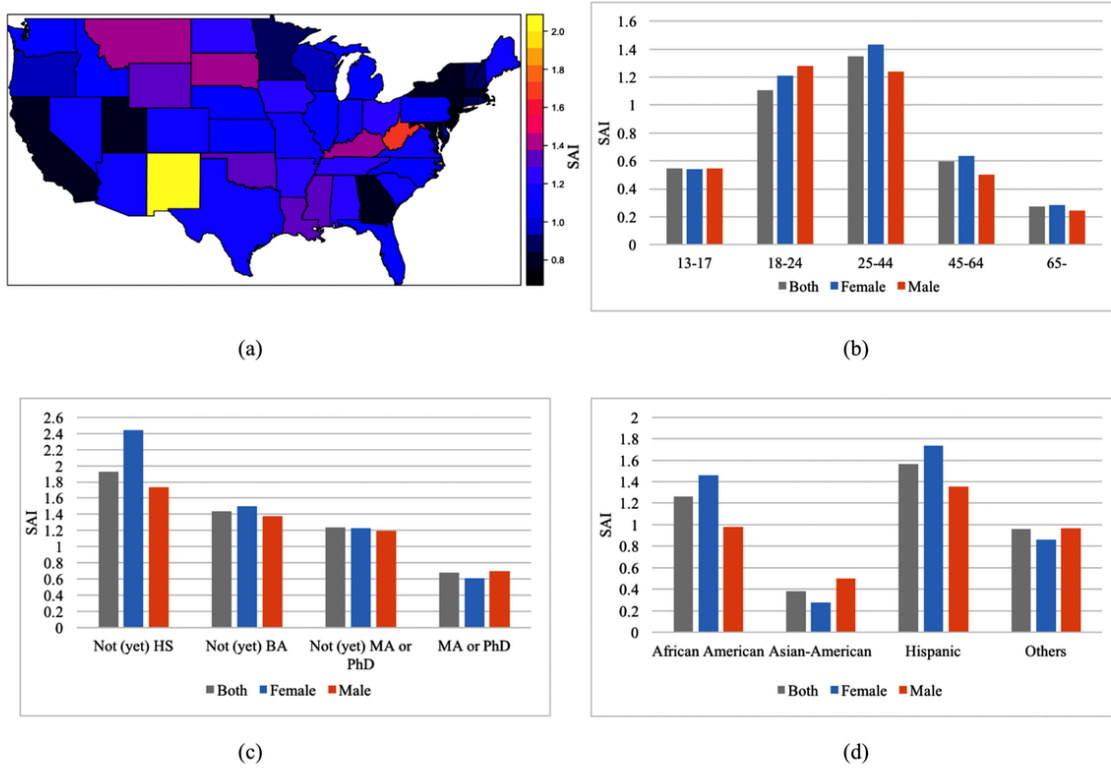 2.0
1.8
1.6
1.4
1.2
1.0
0.8
SAI
(a)
1.6
1.4
1.2
1
0.8
0.6
0.4
0.2
0
SAI
13-17 18-24 25-44 45-64 65-
Both Female Male
(b)
2.6
2.4
2.2
2
1.8
1.6
1.4
1.2
1
0.8
0.6
0.4
0.2
0
SAI
Not (yet) HS Not (yet) BA Not (yet) MA or MA or PhD
PhD
Both Female Male
(c)
2
1.8
1.6
1.4
1.2
1
0.8
0.6
0.4
0.2
0
SAI
African American Asian-American Hispanic Others
Both Female Male
(d)